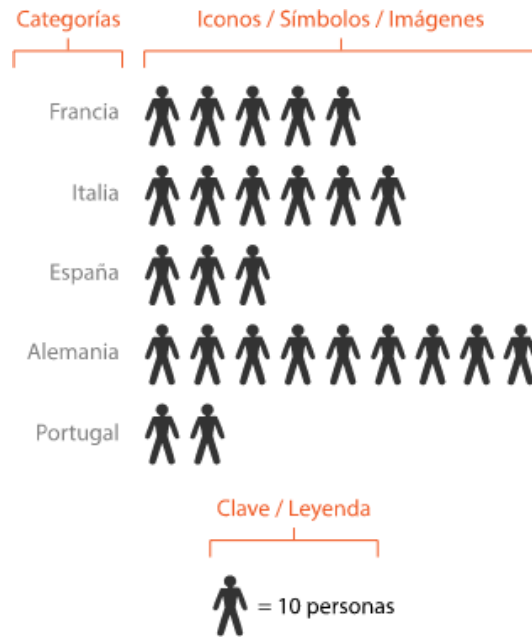 Categorías
Iconos / Símbolos / Imágenes
Francia
Italia
España
Alemania
Portugal
Clave / Leyenda
= 10 personas